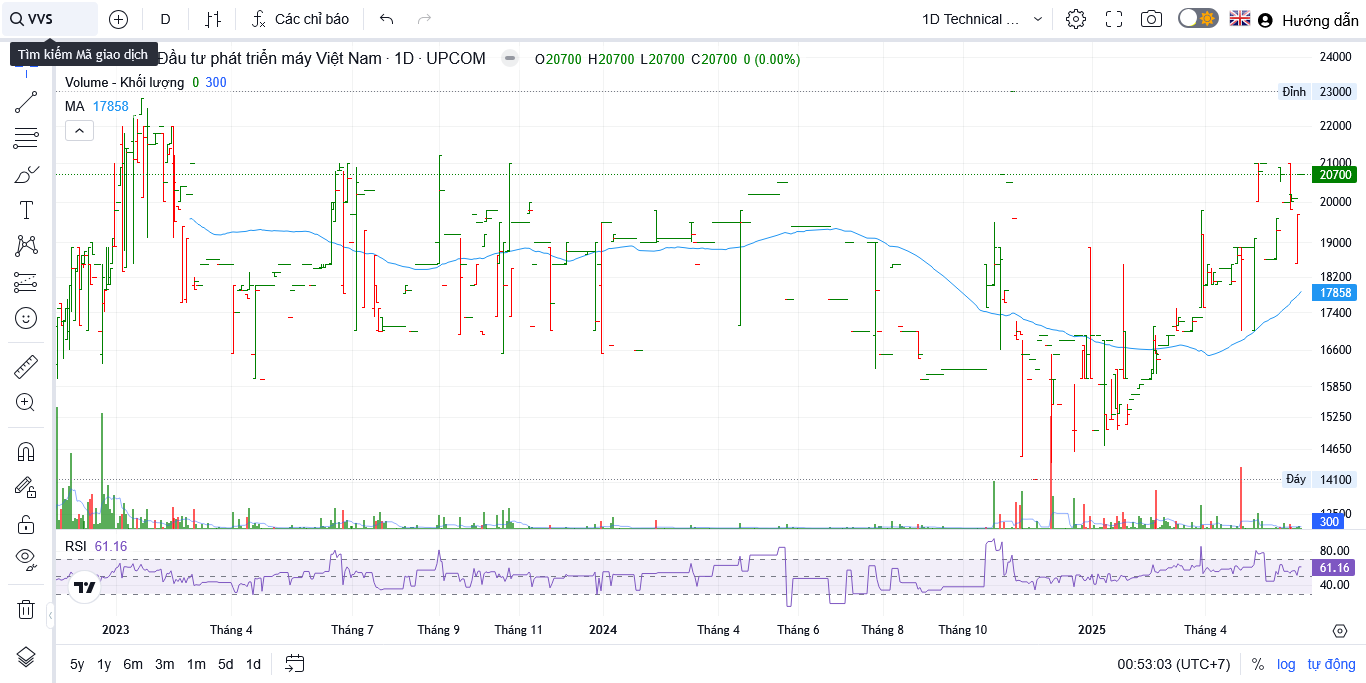 VVS
D
Các chỉ báo
1D Technical ...
Hướng dẫn
Tìm kiếm Mã giao dịch
Đầu tư phát triển máy Việt Nam · 1D · UPCOM
O20700 H20700 L20700 C20700 0 (0.00%)
Volume - Khối lượng 0 300
MA 17858
24000
Đỉnh 23000
22000
21000
20700
20000
19000
18200
17858
17400
16600
15850
15250
14650
Đáy 14100
300
RSI 61.16
80.00
61.16
40.00
2023 Tháng 4 Tháng 7 Tháng 9 Tháng 11 2024 Tháng 4 Tháng 6 Tháng 8 Tháng 10 2025 Tháng 4
5y 1y 6m 3m 1m 5d 1d
00:53:03 (UTC+7) % log tự động